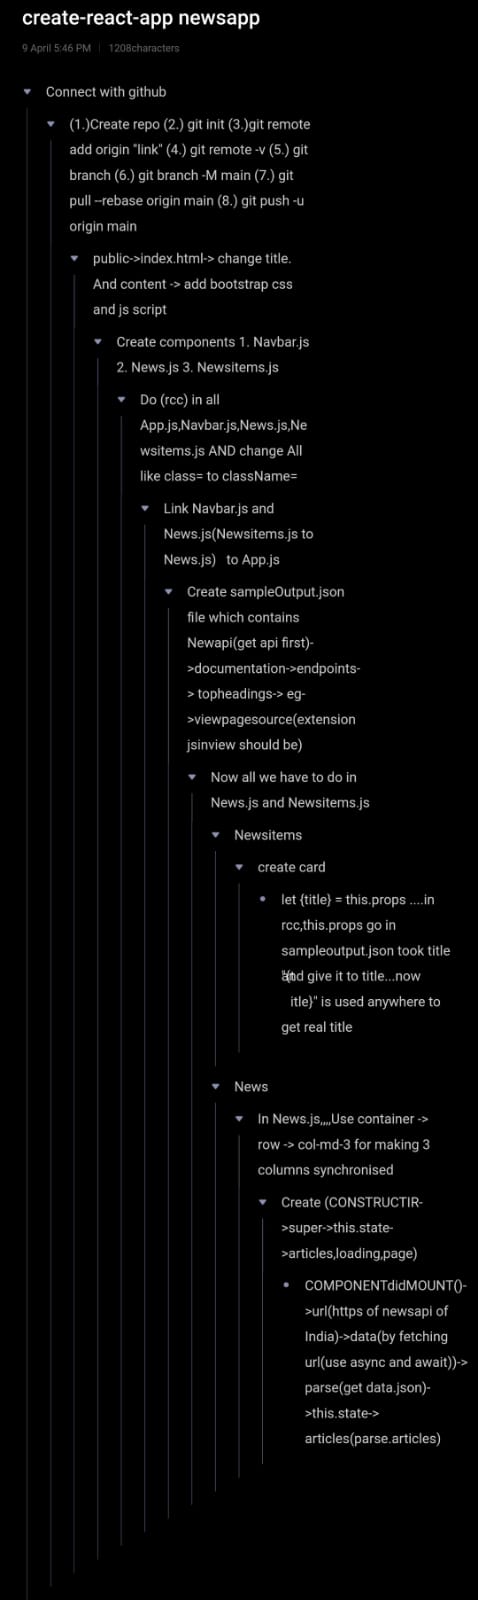 create-react-app newsapp
9 April 5:46 PM | 1208characters
Connect with github
(1.)Create repo (2.) git init (3.)git remote
add origin "link" (4.) git remote -v (5.) git
branch (6.) git branch -M main (7.) git
pull --rebase origin main (8.) git push -u
origin main
public->index.html-> change title.
And content -> add bootstrap css
and js script
Create components 1. Navbar.js
2. News.js 3. Newsitems.js
Do (rcc) in all
App.js,Navbar.js,News.js,Ne
wsitems.js AND change All
like class= to className=
Link Navbar.js and
News.js(Newsitems.js to
News.js) to App.js
Create sampleOutput.json
file which contains
Newapi(get api first)-
>documentation->endpoints-
> topheadings-> eg-
>viewpagesource(extension
jsinview should be)
Now all we have to do in
News.js and Newsitems.js
Newsitems
create card
let {title} = this.props ....in
rcc,this.props go in
sampleoutput.json took title
and give it to title...now
itle}" is used anywhere to
get real title
News
In News.js,,,,Use container ->
row -> col-md-3 for making 3
columns synchronised
Create (CONSTRUCTIR-
>super->this.state-
>articles,loading,page)
COMPONENTdidMOUNT()-
>url(https of newsapi of
India)->data(by fetching
url(use async and await))->
parse(get data.json)-
>this.state->
articles(parse.articles)